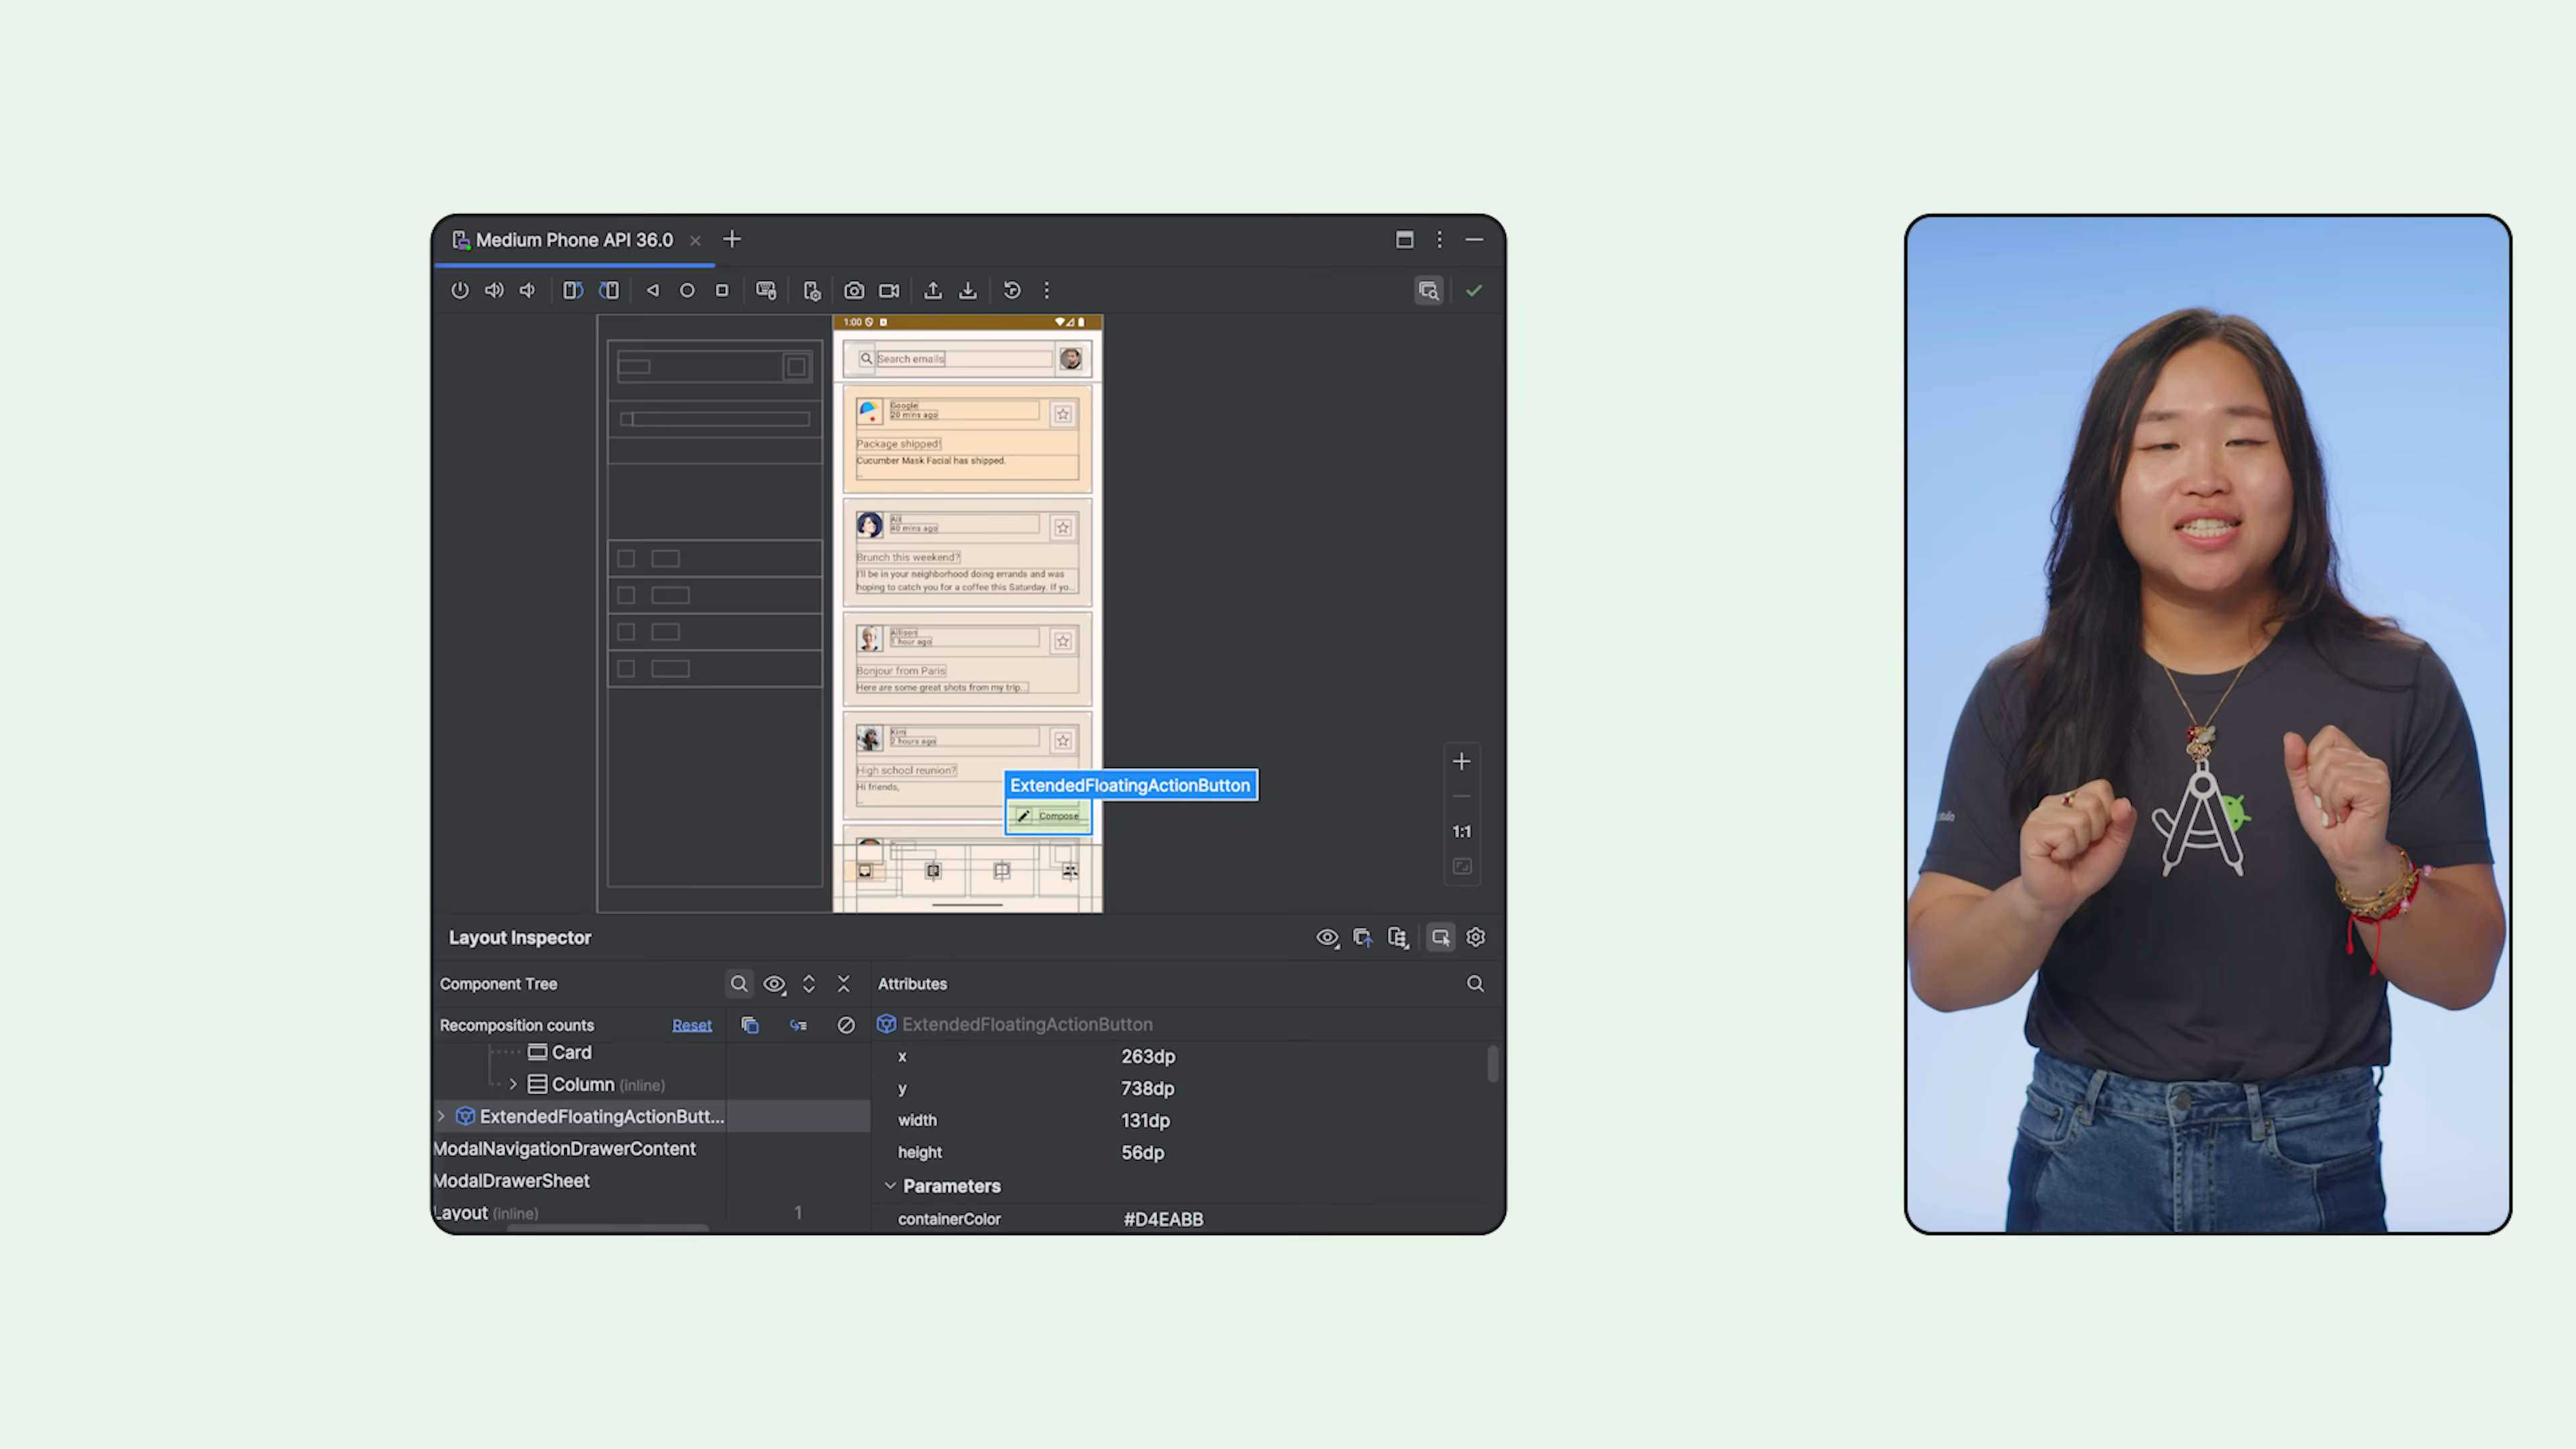 Medium Phone API 36.0
1:00
Search emails
Google
20 mins ago
Package shipped!
Cucumber Mask Facial has shipped.
...
Ali
40 mins ago
Brunch this weekend?
I'll be in your neighborhood doing errands and was
hoping to catch you for a coffee this Saturday. If yo...
Allison
1 hour ago
Bonjour from Paris
Here are some great shots from my trip...
Kim
2 hours ago
High school reunion?
Hi friends,
...
ExtendedFloatingActionButton
Compose
1:1
Layout Inspector
Component Tree
Attributes
Recomposition counts
Reset
ExtendedFloatingActionButton
Card
Column (inline)
ExtendedFloatingActionButt...
ModalNavigationDrawerContent
ModalDrawerSheet
Layout (inline)
1
x 263dp
y 738dp
width 131dp
height 56dp
Parameters
containerColor #D4EABB